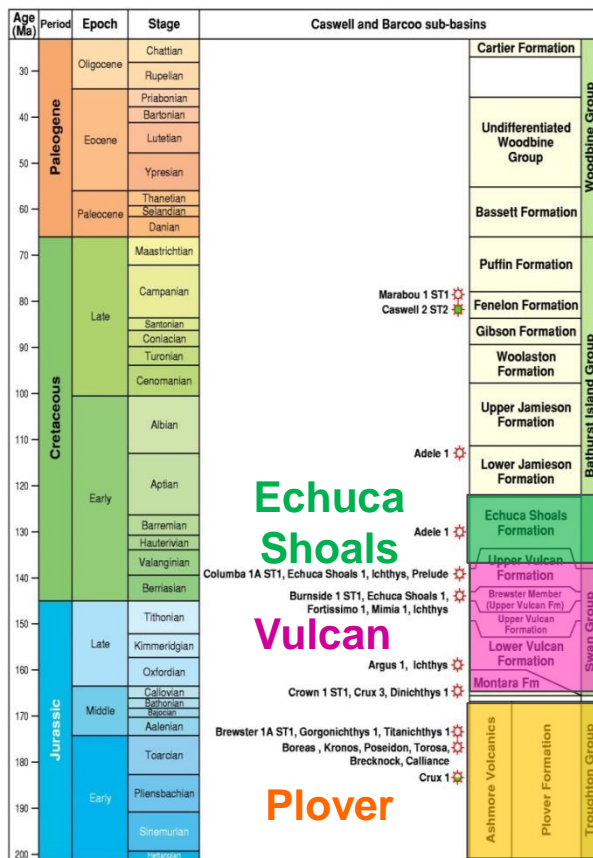 Age
(Ma)
Period
Epoch
Stage
Caswell and Barcoo sub-basins
30
40
50
60
70
80
90
100
110
120
130
140
150
160
170
180
190
200
Paleogene
Cretaceous
Jurassic
Oligocene
Eocene
Paleocene
Late
Early
Late
Middle
Early
Chattian
Rupelian
Priabonian
Bartonian
Lutetian
Ypresian
Thanetian
Selandian
Danian
Maastrichtian
Campanian
Santonian
Coniacian
Turonian
Cenomanian
Albian
Aptian
Barremian
Hauterivian
Valanginian
Berriasian
Tithonian
Kimmeridgian
Oxfordian
Callovian
Bathonian
Bajocian
Aalenian
Toarcian
Pliensbachian
Sinemurian
Hettangian
Marabou 1 ST1
Caswell 2 ST2
Adele 1
Echuca
Shoals
Adele 1
Columba 1A ST1, Echuca Shoals 1, Ichthys, Prelude
Burnside 1 ST1, Echuca Shoals 1,
Fortissimo 1, Mimia 1, Ichthys
Vulcan
Argus 1, Ichthys
Crown 1 ST1, Crux 3, Dinichthys 1
Brewster 1A ST1, Gorgonichthys 1, Titanichthys 1
Boreas , Kronos, Poseidon, Torosa,
Brecknock, Calliance
Crux 1
Plover
Cartier Formation
Undifferentiated
Woodbine
Group
Bassett Formation
Puffin Formation
Fenelon Formation
Gibson Formation
Woolaston
Formation
Upper Jamieson
Formation
Lower Jamieson
Formation
Echuca Shoals
Formation
Upper Vulcan
Formation
Brewster Member
(Upper Vulcan Fm)
Upper Vulcan
Formation
Lower Vulcan
Formation
Montara Fm
Ashmore Volcanics
Plover Formation
Woodbine Group
Bathurst Island Group
Swan Group
Troughton Group